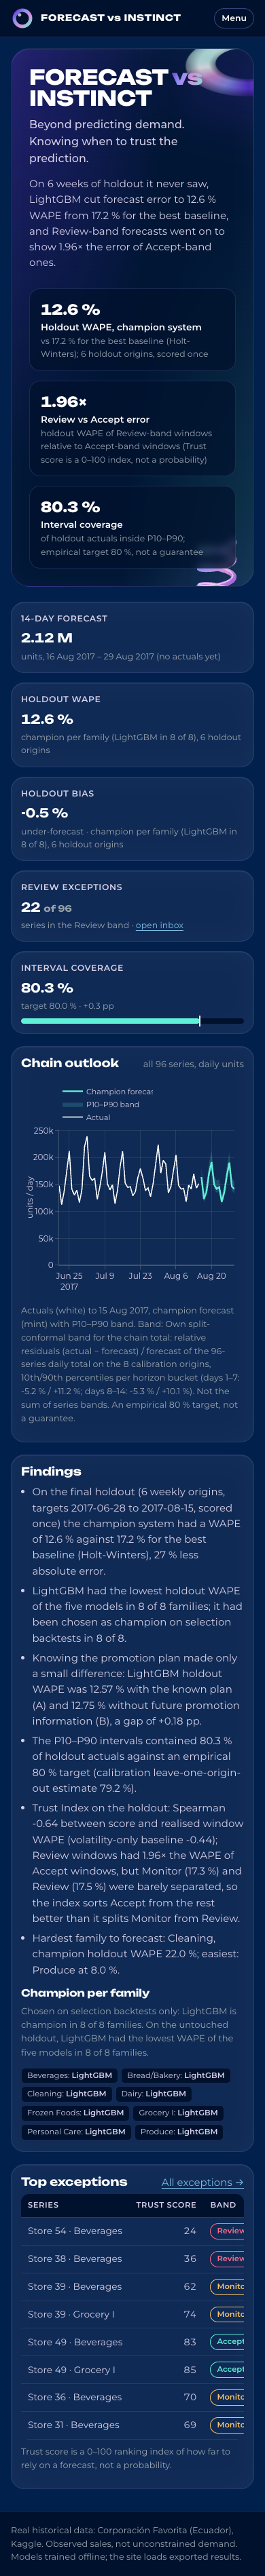 FORECAST vs INSTINCT
Menu
FORECAST vs
INSTINCT
Beyond predicting demand.
Knowing when to trust the
prediction.
On 6 weeks of holdout it never saw,
LightGBM cut forecast error to 12.6 %
WAPE from 17.2 % for the best baseline,
and Review-band forecasts went on to
show 1.96× the error of Accept-band
ones.
12.6 %
Holdout WAPE, champion system
vs 17.2 % for the best baseline (Holt-
Winters); 6 holdout origins, scored once
1.96×
Review vs Accept error
holdout WAPE of Review-band windows
relative to Accept-band windows (Trust
score is a 0–100 index, not a probability)
80.3 %
Interval coverage
of holdout actuals inside P10–P90;
empirical target 80 %, not a guarantee
14-DAY FORECAST
2.12 M
units, 16 Aug 2017 – 29 Aug 2017 (no actuals yet)
HOLDOUT WAPE
12.6 %
champion per family (LightGBM in 8 of 8), 6 holdout
origins
HOLDOUT BIAS
-0.5 %
under-forecast · champion per family (LightGBM in
8 of 8), 6 holdout origins
REVIEW EXCEPTIONS
22 of 96
series in the Review band · open inbox
INTERVAL COVERAGE
80.3 %
target 80.0 % · +0.3 pp
Chain outlook
all 96 series, daily units
Champion forecas
P10–P90 band
Actual
250k
200k
150k
100k
50k
0
units / day
Jun 25
2017
Jul 9
Jul 23
Aug 6
Aug 20
Actuals (white) to 15 Aug 2017, champion forecast
(mint) with P10–P90 band. Band: Own split-
conformal band for the chain total: relative
residuals (actual − forecast) / forecast of the 96-
series daily total on the 8 calibration origins,
10th/90th percentiles per horizon bucket (days 1–7:
-5.2 % / +11.2 %; days 8–14: -5.3 % / +10.1 %). Not the
sum of series bands. An empirical 80 % target, not
a guarantee.
Findings
• On the final holdout (6 weekly origins,
targets 2017-06-28 to 2017-08-15, scored
once) the champion system had a WAPE
of 12.6 % against 17.2 % for the best
baseline (Holt-Winters), 27 % less
absolute error.
• LightGBM had the lowest holdout WAPE
of the five models in 8 of 8 families; it had
been chosen as champion on selection
backtests in 8 of 8.
• Knowing the promotion plan made only
a small difference: LightGBM holdout
WAPE was 12.57 % with the known plan
(A) and 12.75 % without future promotion
information (B), a gap of +0.18 pp.
• The P10–P90 intervals contained 80.3 %
of holdout actuals against an empirical
80 % target (calibration leave-one-origin-
out estimate 79.2 %).
• Trust Index on the holdout: Spearman
-0.64 between score and realised window
WAPE (volatility-only baseline -0.44);
Review windows had 1.96× the WAPE of
Accept windows, but Monitor (17.3 %) and
Review (17.5 %) were barely separated, so
the index sorts Accept from the rest
better than it splits Monitor from Review.
• Hardest family to forecast: Cleaning,
champion holdout WAPE 22.0 %; easiest:
Produce at 8.0 %.
Champion per family
Chosen on selection backtests only: LightGBM is
champion in 8 of 8 families. On the untouched
holdout, LightGBM had the lowest WAPE of the
five models in 8 of 8 families.
Beverages: LightGBM
Bread/Bakery: LightGBM
Cleaning: LightGBM
Dairy: LightGBM
Frozen Foods: LightGBM
Grocery I: LightGBM
Personal Care: LightGBM
Produce: LightGBM
Top exceptions
All exceptions →
SERIES TRUST SCORE BAND
Store 54 · Beverages 24 Review
Store 38 · Beverages 36 Review
Store 39 · Beverages 62 Monito
Store 39 · Grocery I 74 Monito
Store 49 · Beverages 83 Accept
Store 49 · Grocery I 85 Accept
Store 36 · Beverages 70 Monito
Store 31 · Beverages 69 Monito
Trust score is a 0–100 ranking index of how far to
rely on a forecast, not a probability.
Real historical data: Corporación Favorita (Ecuador),
Kaggle. Observed sales, not unconstrained demand.
Models trained offline; the site loads exported results.